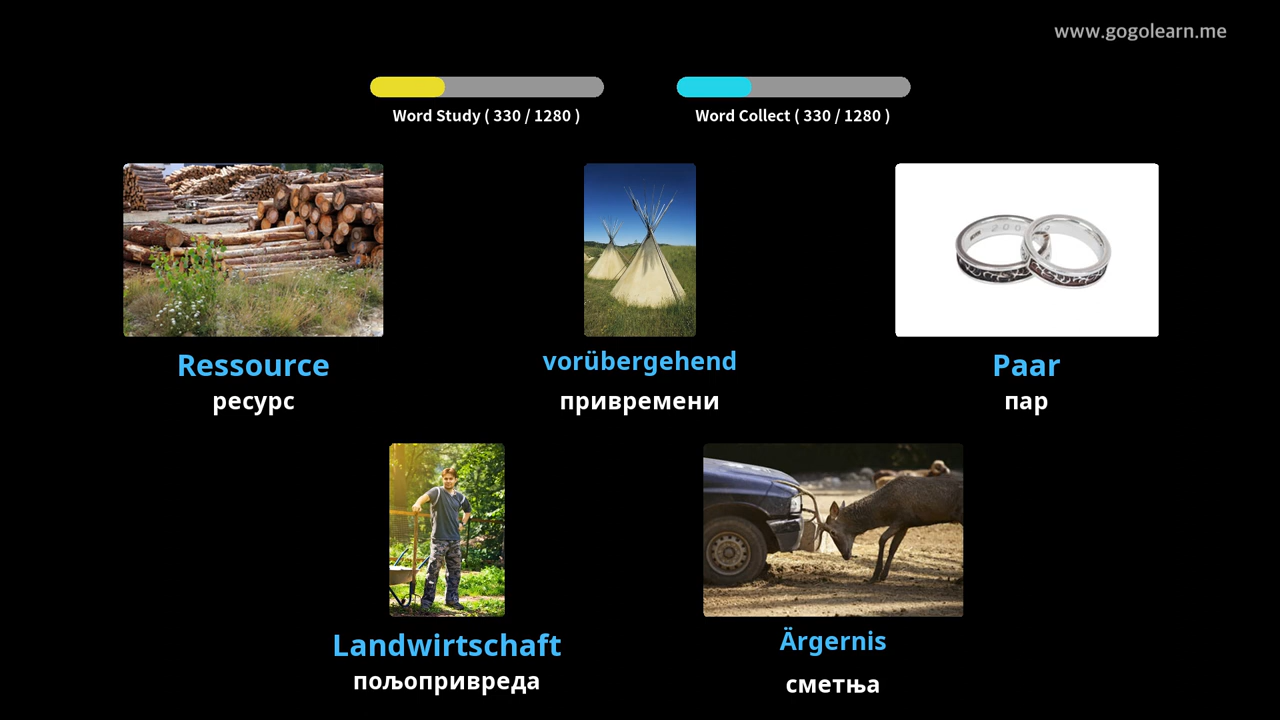 www.gogolearn.me
Word Study ( 330 / 1280 )
Word Collect ( 330 / 1280 )
Ressource
ресурс
vorübergehend
привремени
Paar
пар
Landwirtschaft
пољопривреда
Ärgernis
сметња